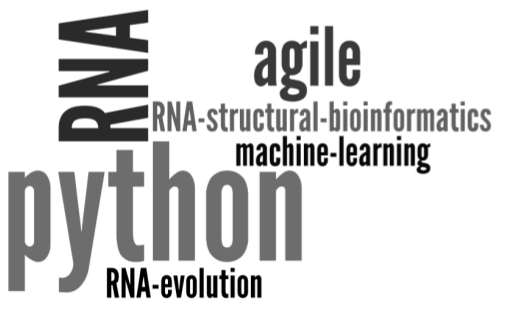 RNA
agile
RNA-structural-bioinformatics
machine-learning
python
RNA-evolution